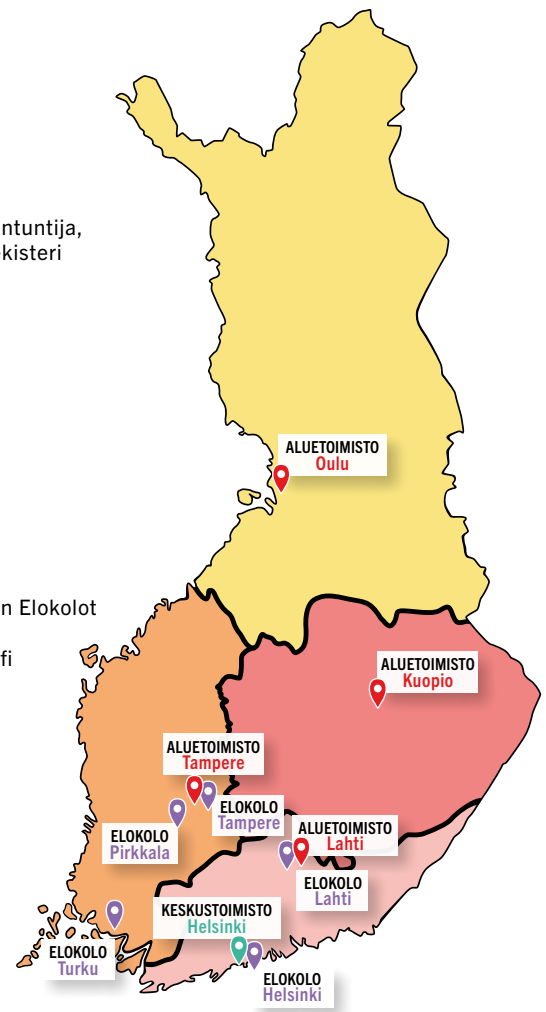 ntuntija,
kisteri
n Elokolot
fi
ALUETOIMISTO
Oulu
ALUETOIMISTO
Kuopio
ALUETOIMISTO
Tampere
ELOKOLO
Tampere
ELOKOLO
Pirkkala
ALUETOIMISTO
Lahti
ELOKOLO
Lahti
KESKUSTOIMISTO
Helsinki
ELOKOLO
Turku
ELOKOLO
Helsinki